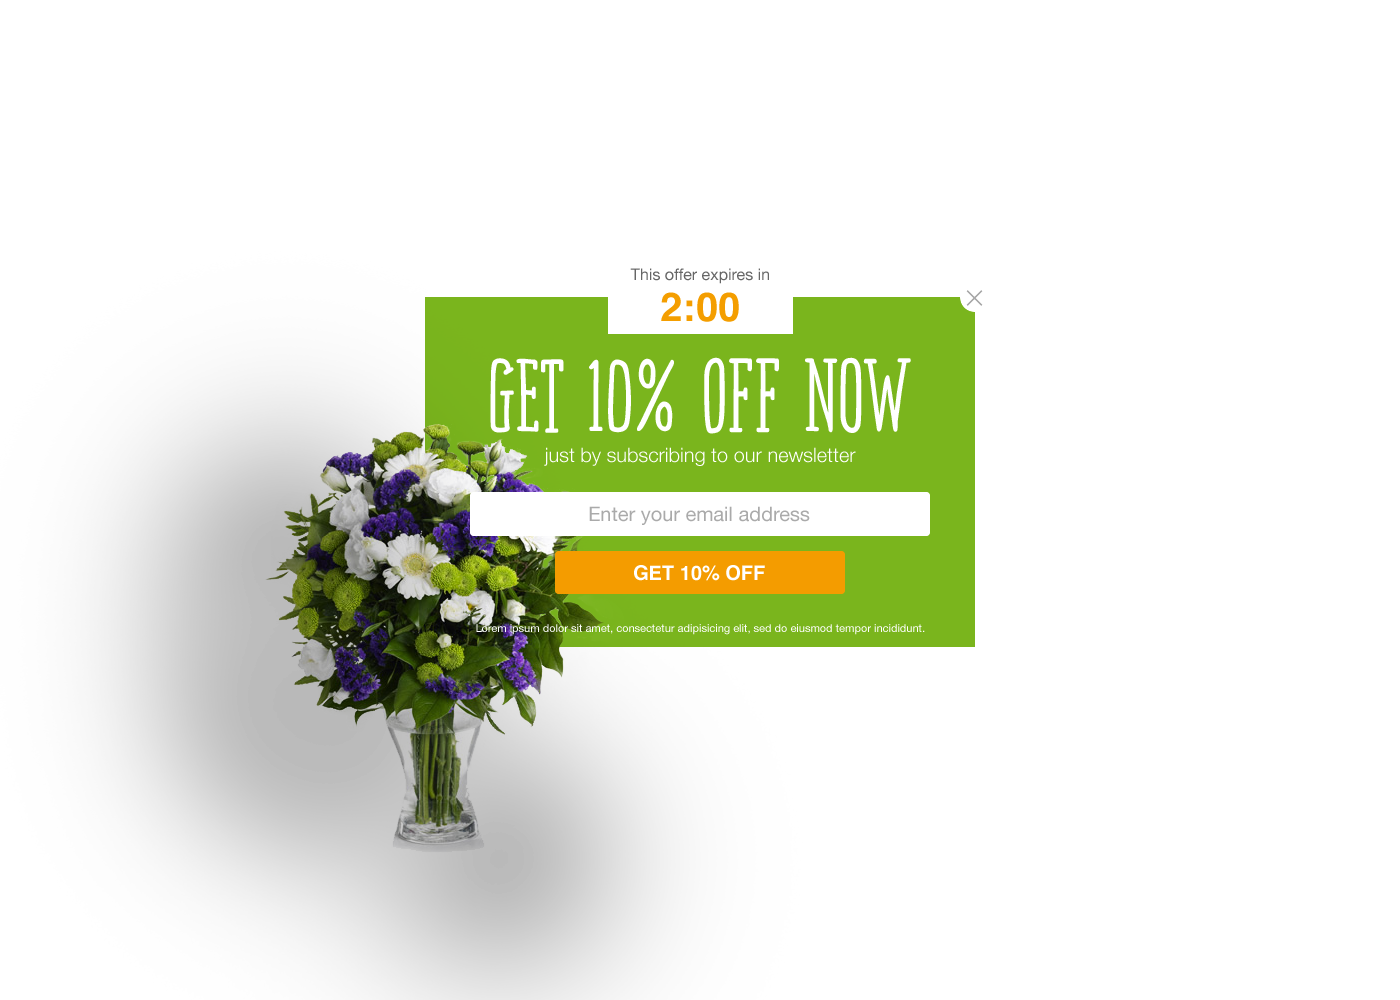 This offer expires in
2:00
GET 10% OFF NOW
just by subscribing to our newsletter
Enter your email address
GET 10% OFF
Lorem ipsum dolor sit amet, consectetur adipisicing elit, sed do eiusmod tempor incididunt.